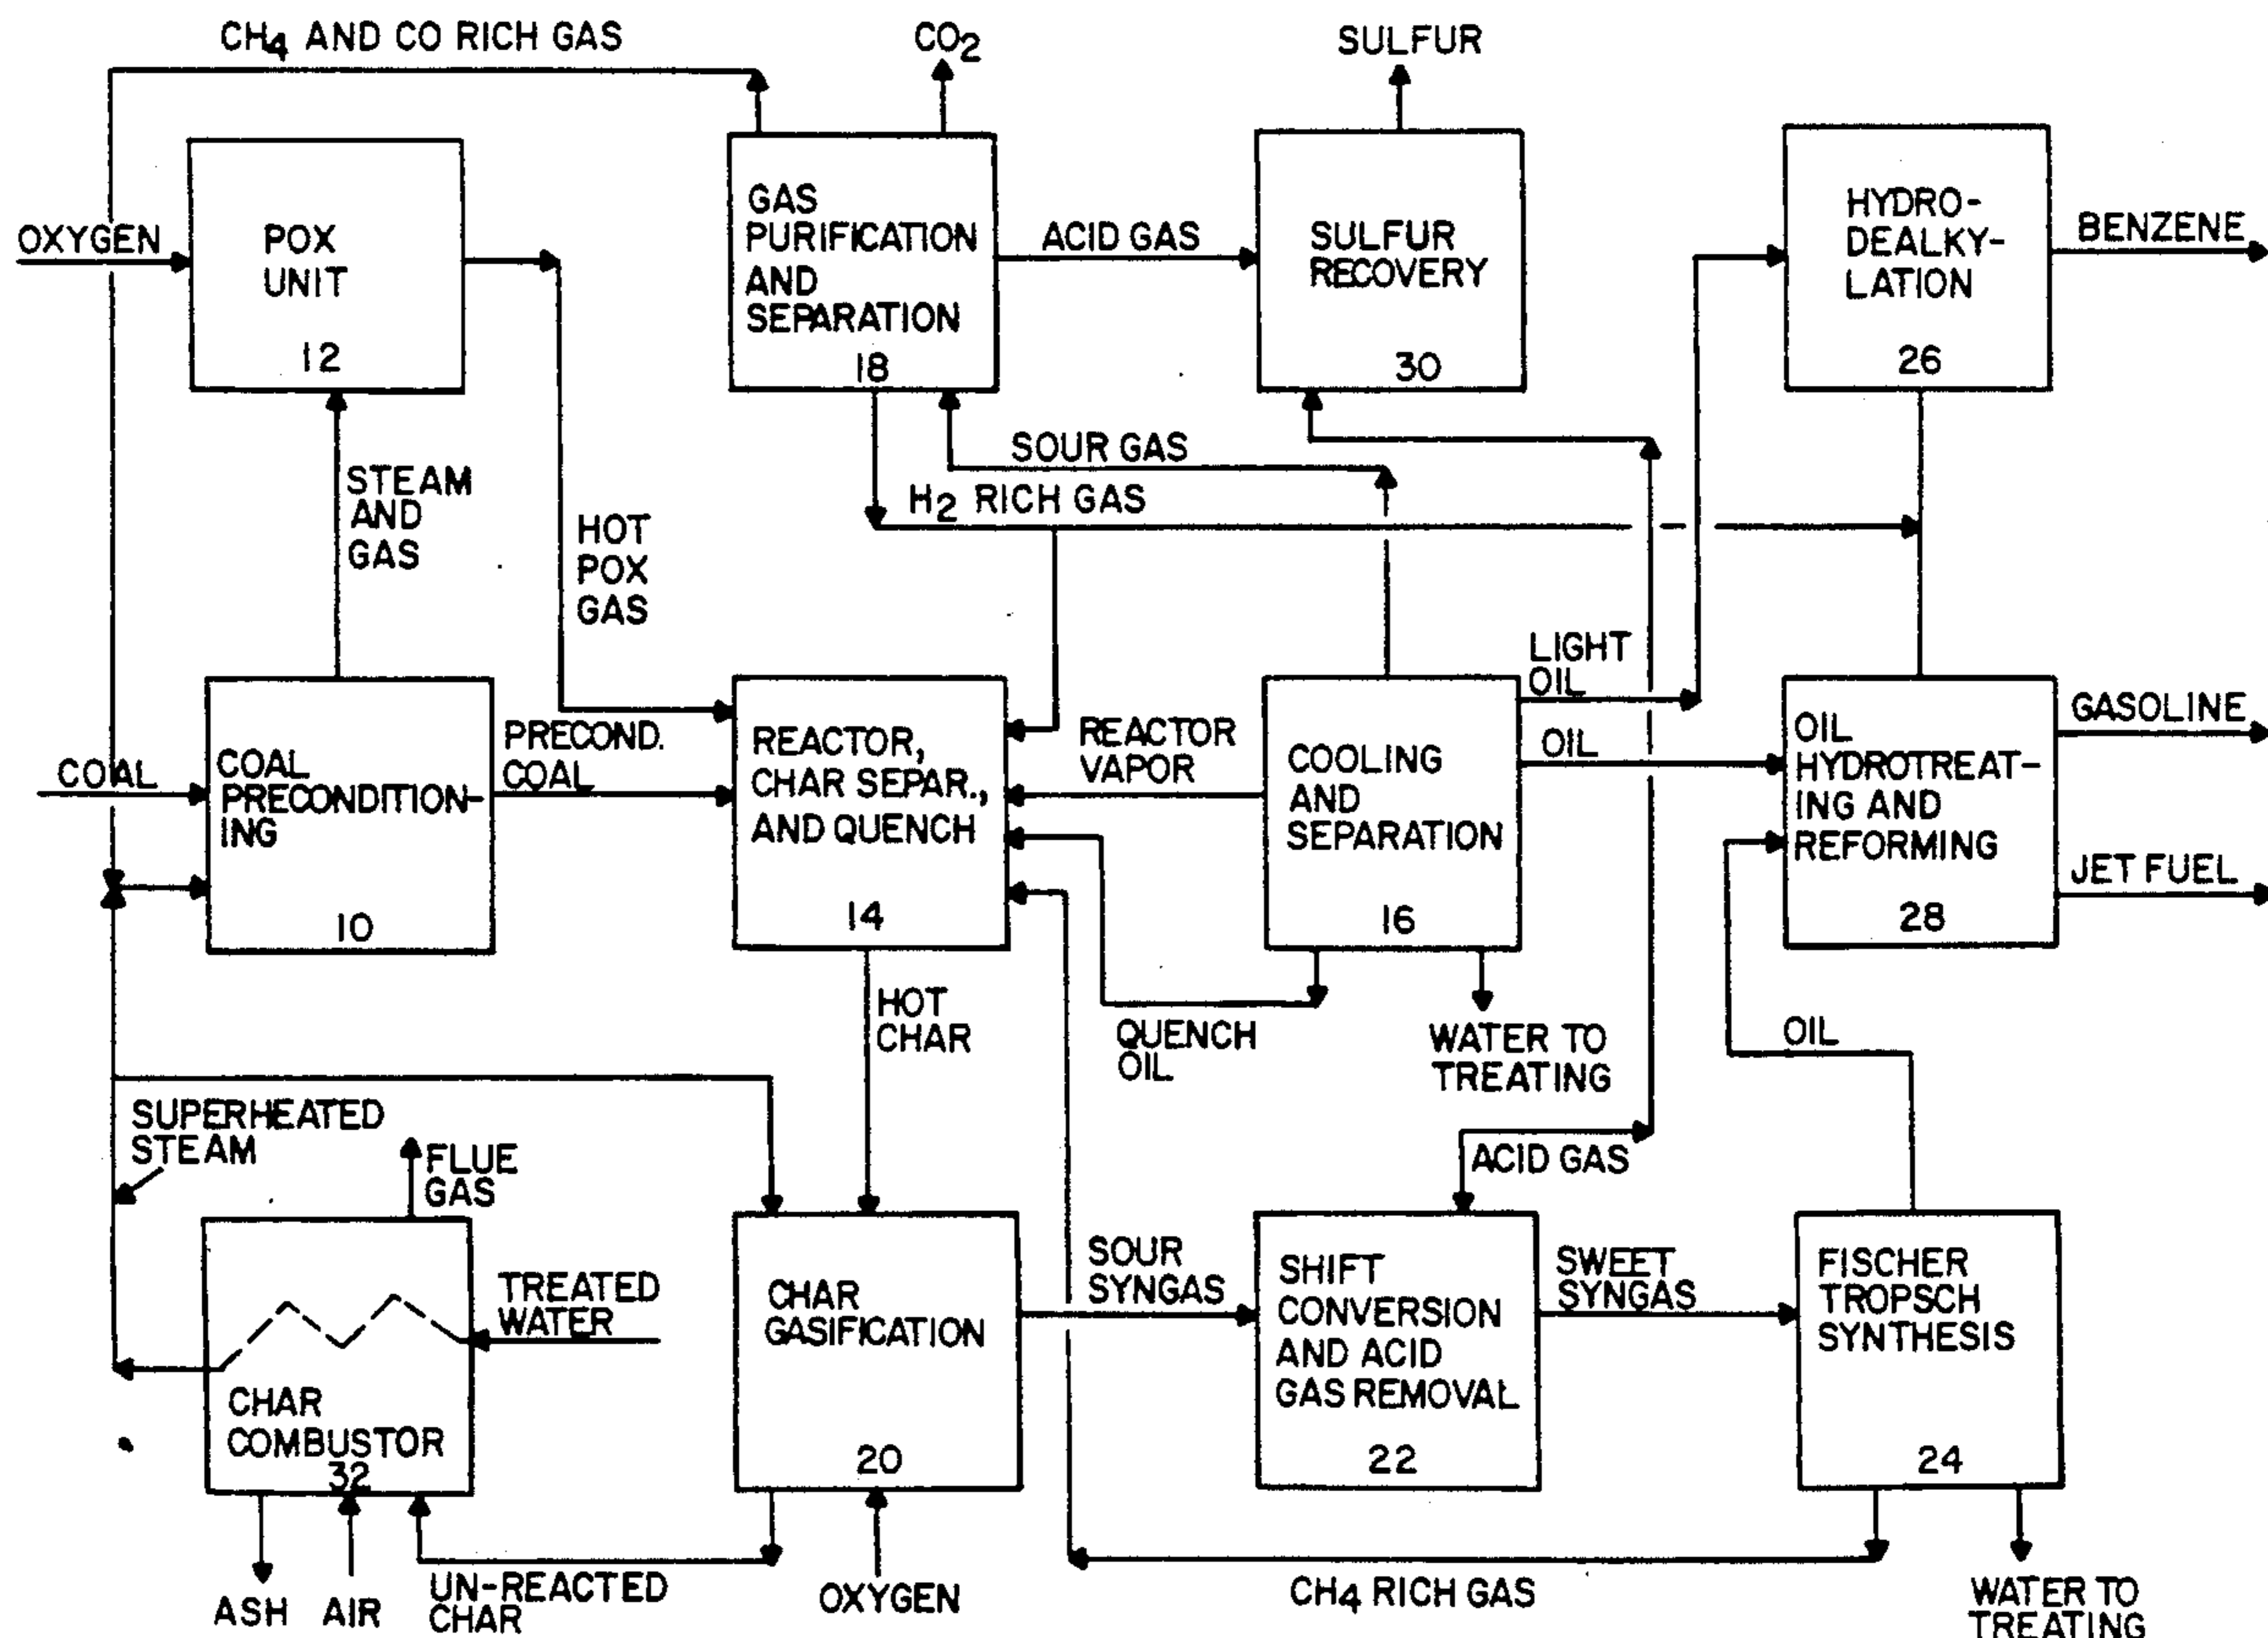 CH4 AND CO RICH GAS
CO2
SULFUR
OXYGEN
POX
UNIT
12
GAS
PURIFICATION
AND
SEPARATION
18
ACID GAS
SULFUR
RECOVERY
30
HYDRO-
DEALKY-
LATION
26
BENZENE
STEAM
AND
GAS
HOT
POX
GAS
SOUR GAS
H2 RICH GAS
COAL
COAL
PRECONDITION-
ING
10
PRECOND.
COAL
REACTOR,
CHAR SEPAR.,
AND QUENCH
14
REACTOR
VAPOR
COOLING
AND
SEPARATION
16
LIGHT
OIL
OIL
OIL
HYDROTREAT-
ING AND
REFORMING
28
GASOLINE
JET FUEL
HOT
CHAR
QUENCH
OIL
WATER TO
TREATING
OIL
SUPERHEATED
STEAM
FLUE
GAS
ACID GAS
TREATED
WATER
CHAR
COMBUSTOR
32
CHAR
GASIFICATION
20
SOUR
SYNGAS
SHIFT
CONVERSION
AND ACID
GAS REMOVAL
22
SWEET
SYNGAS
FISCHER
TROPSCH
SYNTHESIS
24
ASH
AIR
UN-REACTED
CHAR
OXYGEN
CH4 RICH GAS
WATER TO
TREATING